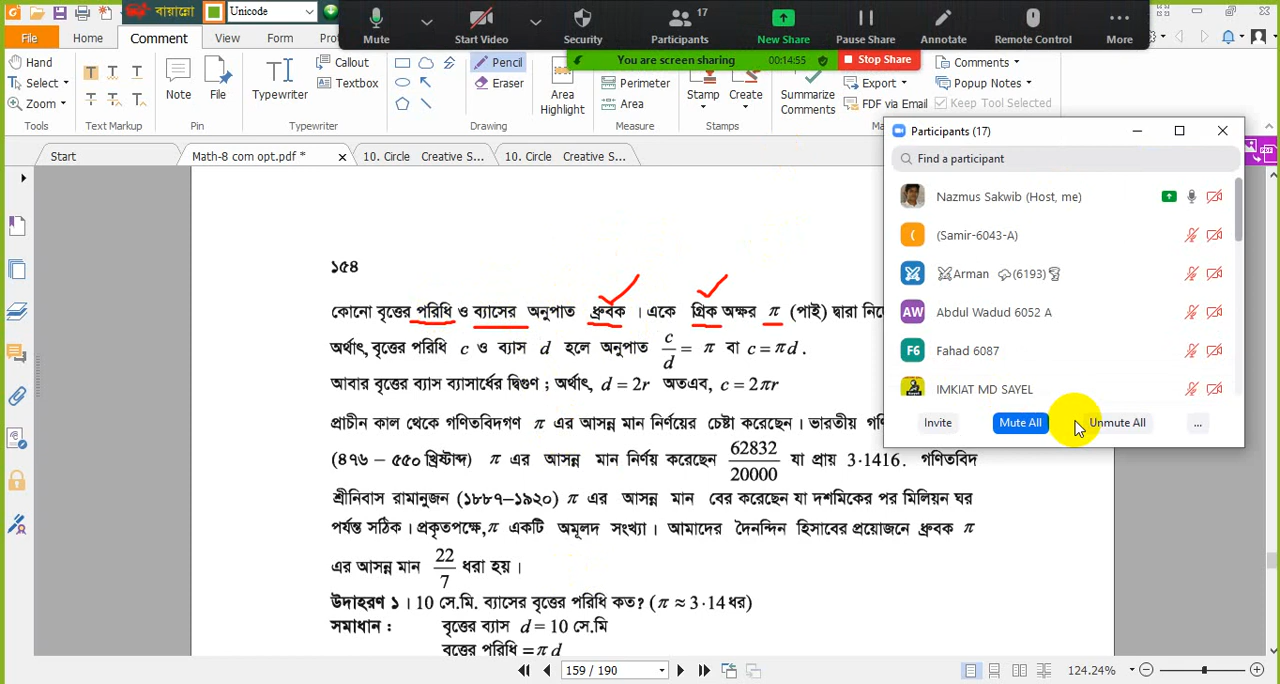 বায়ান্নো
Unicode
Mute
Start Video
Security
17
Participants
New Share
Pause Share
Annotate
Remote Control
More
You are screen sharing
00:14:55
Stop Share
File
Home
Comment
View
Form
Hand
Select
Zoom
Tools
Text Markup
Note
File
Pin
Typewriter
Callout
Textbox
Typewriter
Pencil
Eraser
Drawing
Area Highlight
Perimeter
Area
Measure
Stamp
Create
Stamps
Summarize Comments
Export
FDF via Email
Comments
Popup Notes
Keep Tool Selected
Start
Math-8 com opt.pdf *
10. Circle Creative S...
10. Circle Creative S...
Participants (17)
Find a participant
Nazmus Sakwib (Host, me)
(Samir-6043-A)
Arman (6193)
AW Abdul Wadud 6052 A
F6 Fahad 6087
IMKIAT MD SAYEL
Invite
Mute All
Unmute All
...
১৫৪
কোনো বৃত্তের পরিধি ও ব্যাসের অনুপাত ধ্রুবক । একে গ্রিক অক্ষর π (পাই) দ্বারা
অর্থাৎ, বৃত্তের পরিধি c ও ব্যাস d হলে অনুপাত c/d = π বা c = πd .
আবার বৃত্তের ব্যাস ব্যাসার্ধের দ্বিগুণ ; অর্থাৎ, d = 2r অতএব, c = 2πr
প্রাচীন কাল থেকে গণিতবিদগণ π এর আসন্ন মান নির্ণয়ের চেষ্টা করেছেন । ভারতীয়
(৪৭৬ – ৫৫০ খ্রিস্টাব্দ) π এর আসন্ন মান নির্ণয় করেছেন 62832/20000 যা প্রায় 3·1416. গণিতবিদ
শ্রীনিবাস রামানুজন (১৮৮৭–১৯২০) π এর আসন্ন মান বের করেছেন যা দশমিকের পর মিলিয়ন ঘর
পর্যন্ত সঠিক । প্রকৃতপক্ষে, π একটি অমূলদ সংখ্যা । আমাদের দৈনন্দিন হিসাবের প্রয়োজনে ধ্রুবক π
এর আসন্ন মান 22/7 ধরা হয় ।
উদাহরণ ১ । 10 সে.মি. ব্যাসের বৃত্তের পরিধি কত? (π ≈ 3·14 ধর)
সমাধান : বৃত্তের ব্যাস d = 10 সে.মি
বৃত্তের পরিধি = π d
159 / 190
124.24%